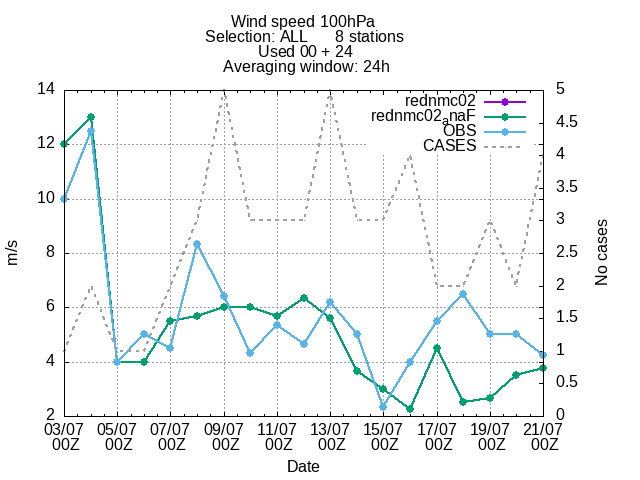 Wind speed 100hPa
Selection: ALL 8 stations
Used 00 + 24
Averaging window: 24h
14
12
10
8
6
4
2
m/s
5
4.5
4
3.5
3
2.5
2
1.5
1
0.5
0
No cases
rednmc02
rednmc02anaF
OBS
CASES
03/07 05/07 07/07 09/07 11/07 13/07 15/07 17/07 19/07 21/07
00Z 00Z 00Z 00Z 00Z 00Z 00Z 00Z 00Z 00Z
Date